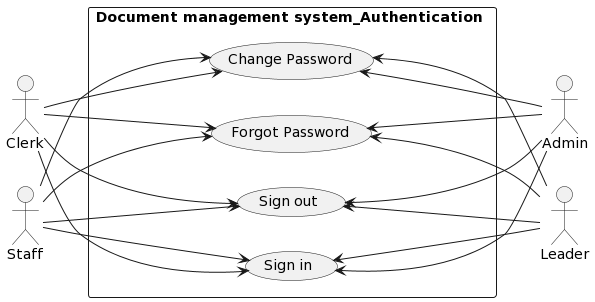 Document management system_Authentication
Change Password
Clerk
Forgot Password
Admin
Sign out
Staff
Leader
Sign in